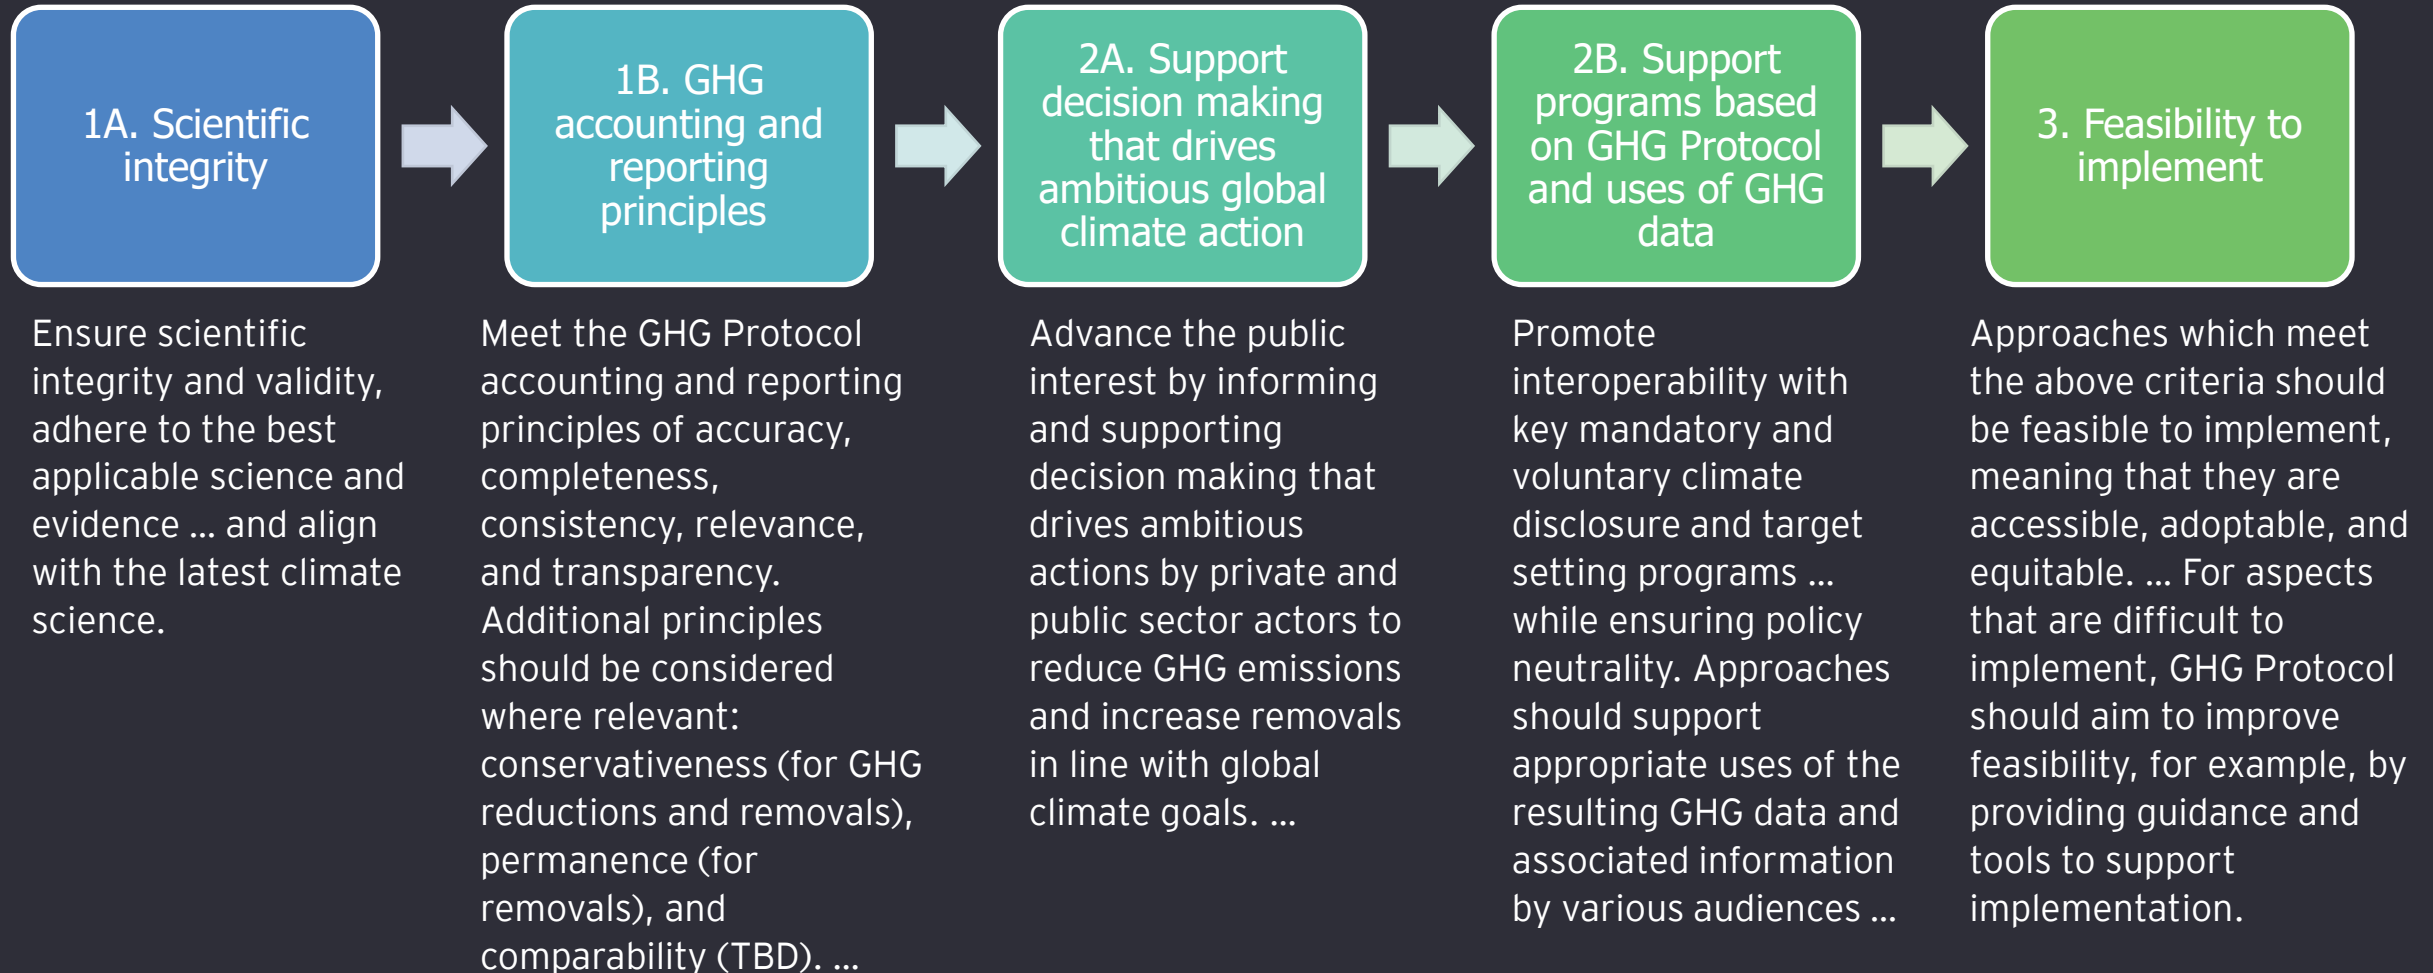 1A. Scientific
integrity
1B. GHG
accounting and
reporting
principles
2A. Support
decision making
that drives
ambitious global
climate action
2B. Support
programs based
on GHG Protocol
and uses of GHG
data
3. Feasibility to
implement
Ensure scientific
integrity and validity,
adhere to the best
applicable science and
evidence ... and align
with the latest climate
science.
Meet the GHG Protocol
accounting and reporting
principles of accuracy,
completeness,
consistency, relevance,
and transparency.
Additional principles
should be considered
where relevant:
conservativeness (for GHG
reductions and removals),
permanence (for
removals), and
comparability (TBD). ...
Advance the public
interest by informing
and supporting
decision making that
drives ambitious
actions by private and
public sector actors to
reduce GHG emissions
and increase removals
in line with global
climate goals. ...
Promote
interoperability with
key mandatory and
voluntary climate
disclosure and target
setting programs ...
while ensuring policy
neutrality. Approaches
should support
appropriate uses of the
resulting GHG data and
associated information
by various audiences ...
Approaches which meet
the above criteria should
be feasible to implement,
meaning that they are
accessible, adoptable, and
equitable. ... For aspects
that are difficult to
implement, GHG Protocol
should aim to improve
feasibility, for example, by
providing guidance and
tools to support
implementation.